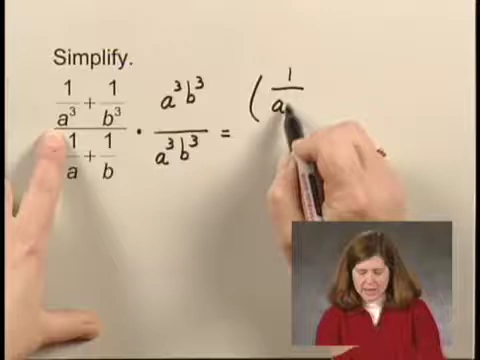 Simplify.
1/a³ + 1/b³ a³b³ ( 1/a
——— · ——— =
1/a + 1/b a³b³